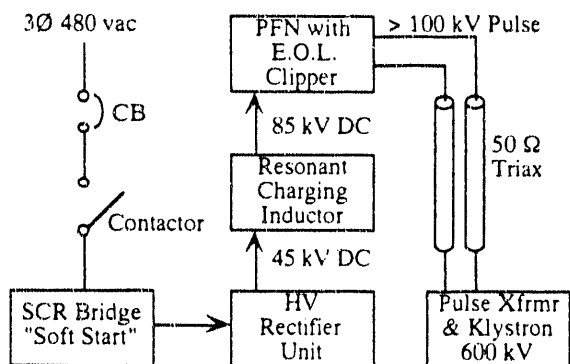 3Ø 480 vac
CB
Contactor
SCR Bridge
"Soft Start"
HV
Rectifier
Unit
45 kV DC
Resonant
Charging
Inductor
85 kV DC
PFN with
E.O.L.
Clipper
> 100 kV Pulse
50 Ω
Triax
Pulse Xfrmr
& Klystron
600 kV